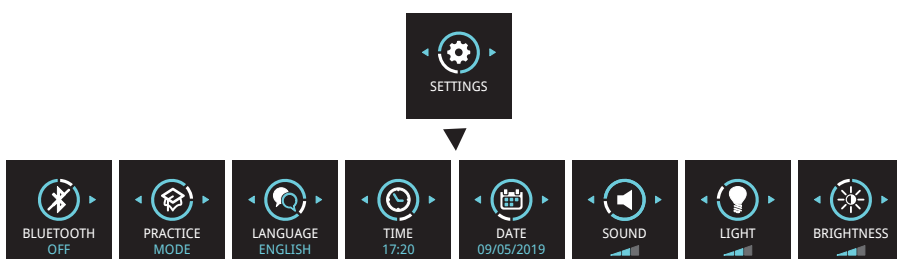 SETTINGS
BLUETOOTH
OFF
PRACTICE
MODE
LANGUAGE
ENGLISH
TIME
17:20
DATE
09/05/2019
SOUND
LIGHT
BRIGHTNESS